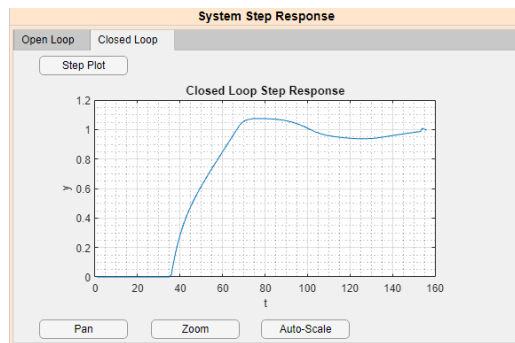 System Step Response
Open Loop Closed Loop
Step Plot
Closed Loop Step Response
1.2
1
0.8
0.6
0.4
0.2
0
y
0 20 40 60 80 100 120 140 160
t
Pan Zoom Auto-Scale